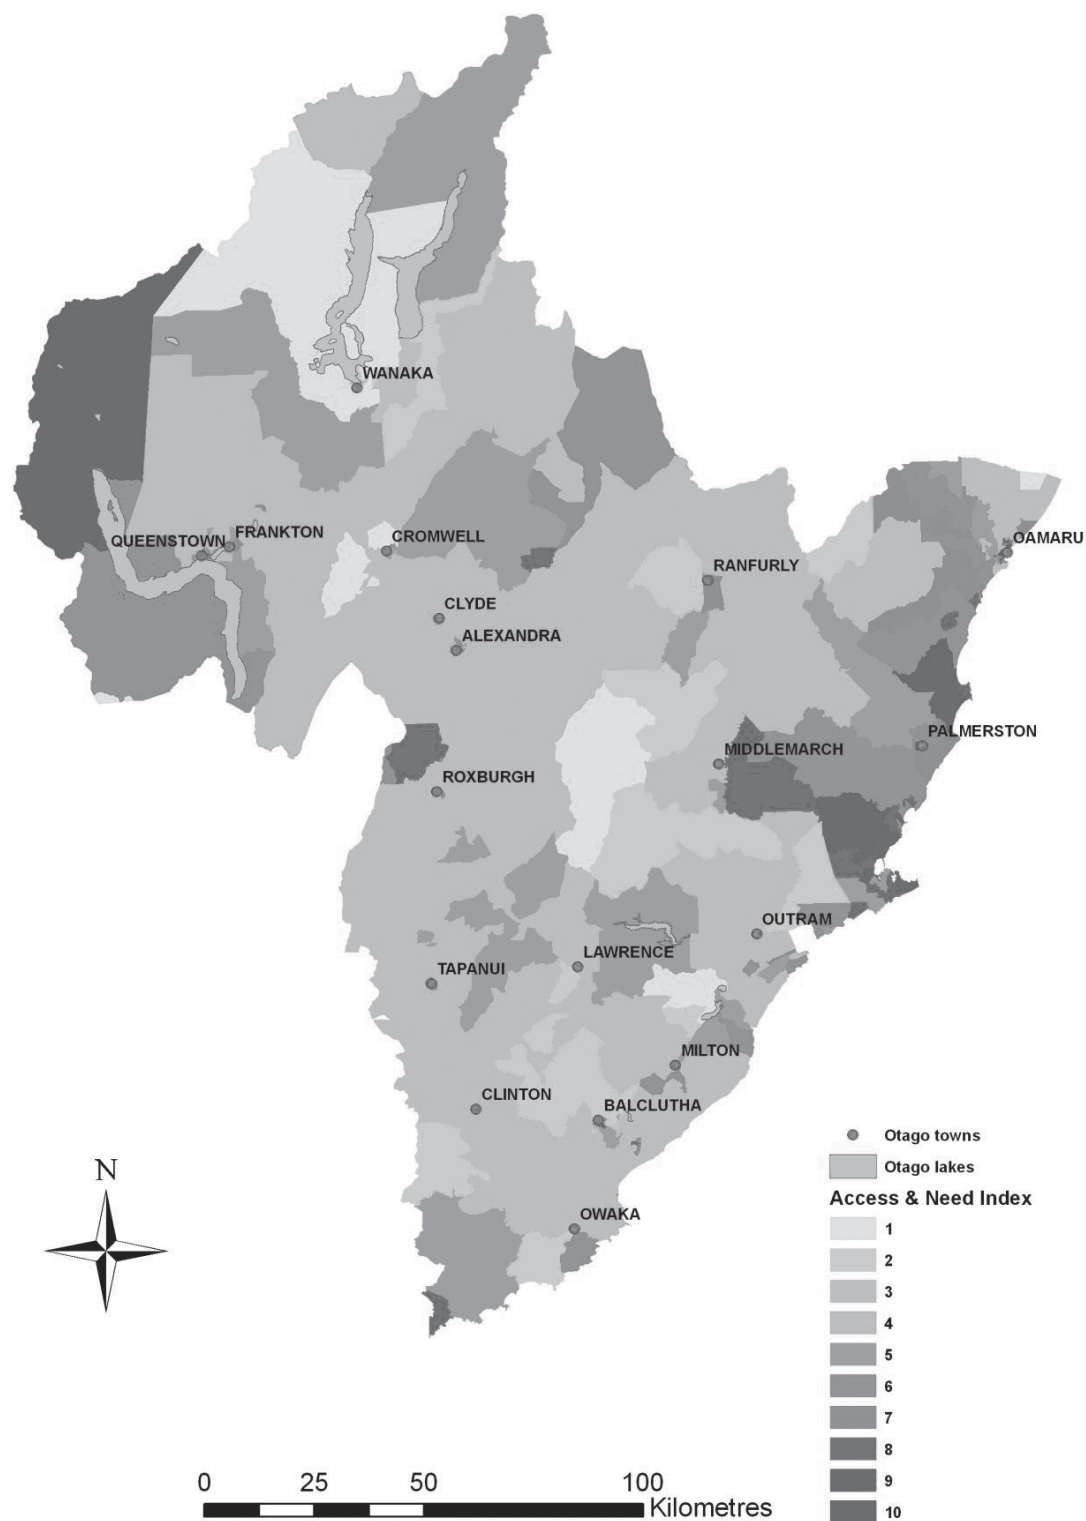 WANAKA
QUEENSTOWN
FRANKTON
CROMWELL
OAMARU
RANFURLY
CLYDE
ALEXANDRA
PALMERSTON
MIDDLEMARCH
ROXBURGH
OUTRAM
LAWRENCE
TAPANUI
MILTON
CLINTON
BALCLUTHA
OWAKA
N
Otago towns
Otago lakes
Access & Need Index
1
2
3
4
5
6
7
8
9
10
0 25 50 100
Kilometres